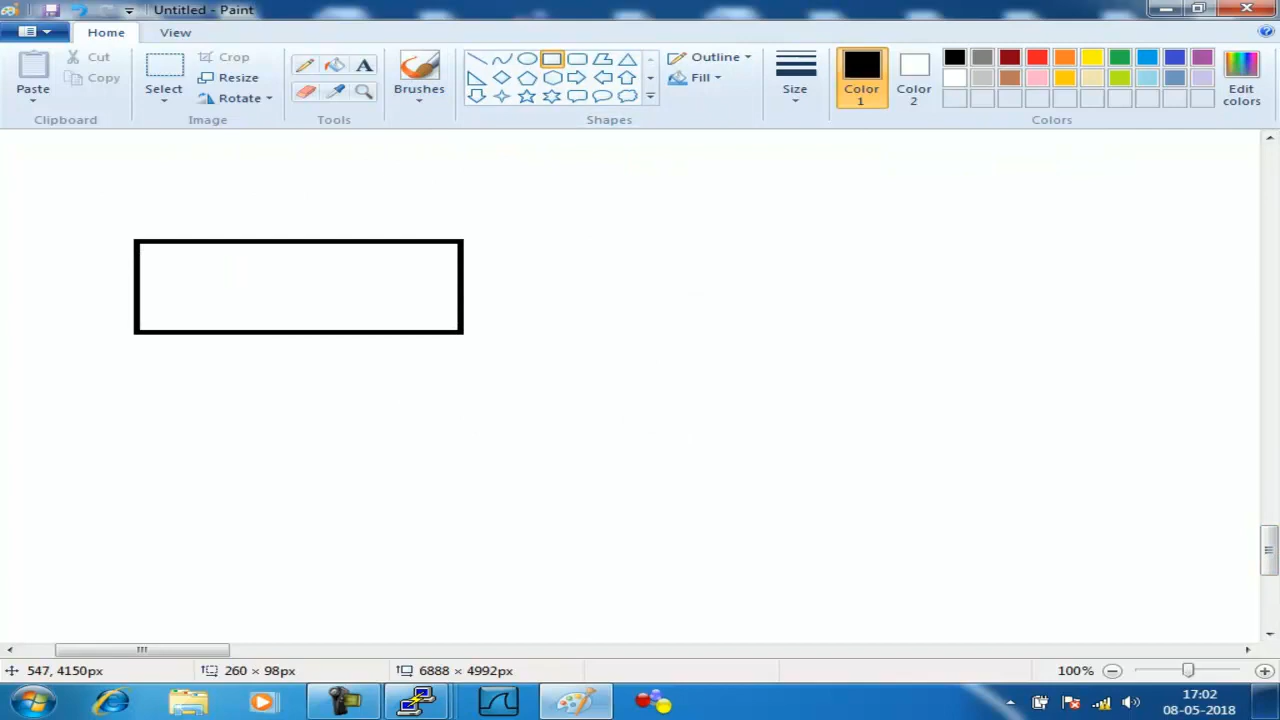 Untitled - Paint
Home View
Paste
Cut
Copy
Clipboard
Select
Crop
Resize
Rotate
Image
A
Tools
Brushes
Outline
Fill
Shapes
Size
Color 1
Color 2
Edit colors
Colors
547, 4150px 260 × 98px 6888 × 4992px 100%
17:02
08-05-2018